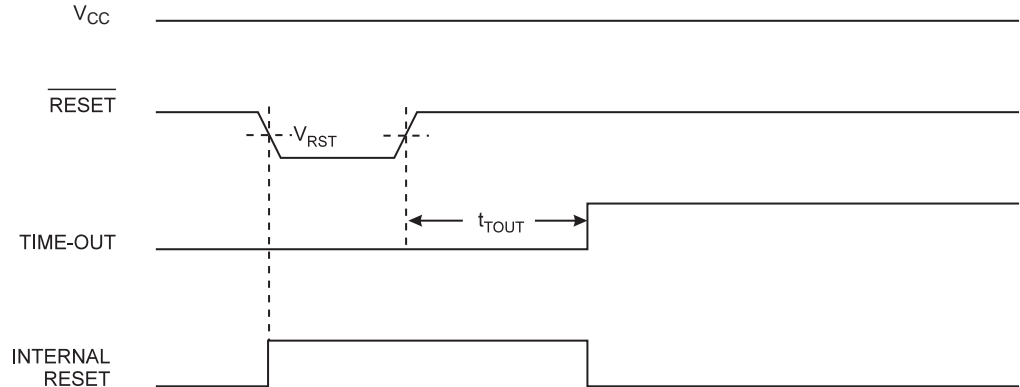 VCC
RESET
VRST
tTOUT
TIME-OUT
INTERNAL
RESET